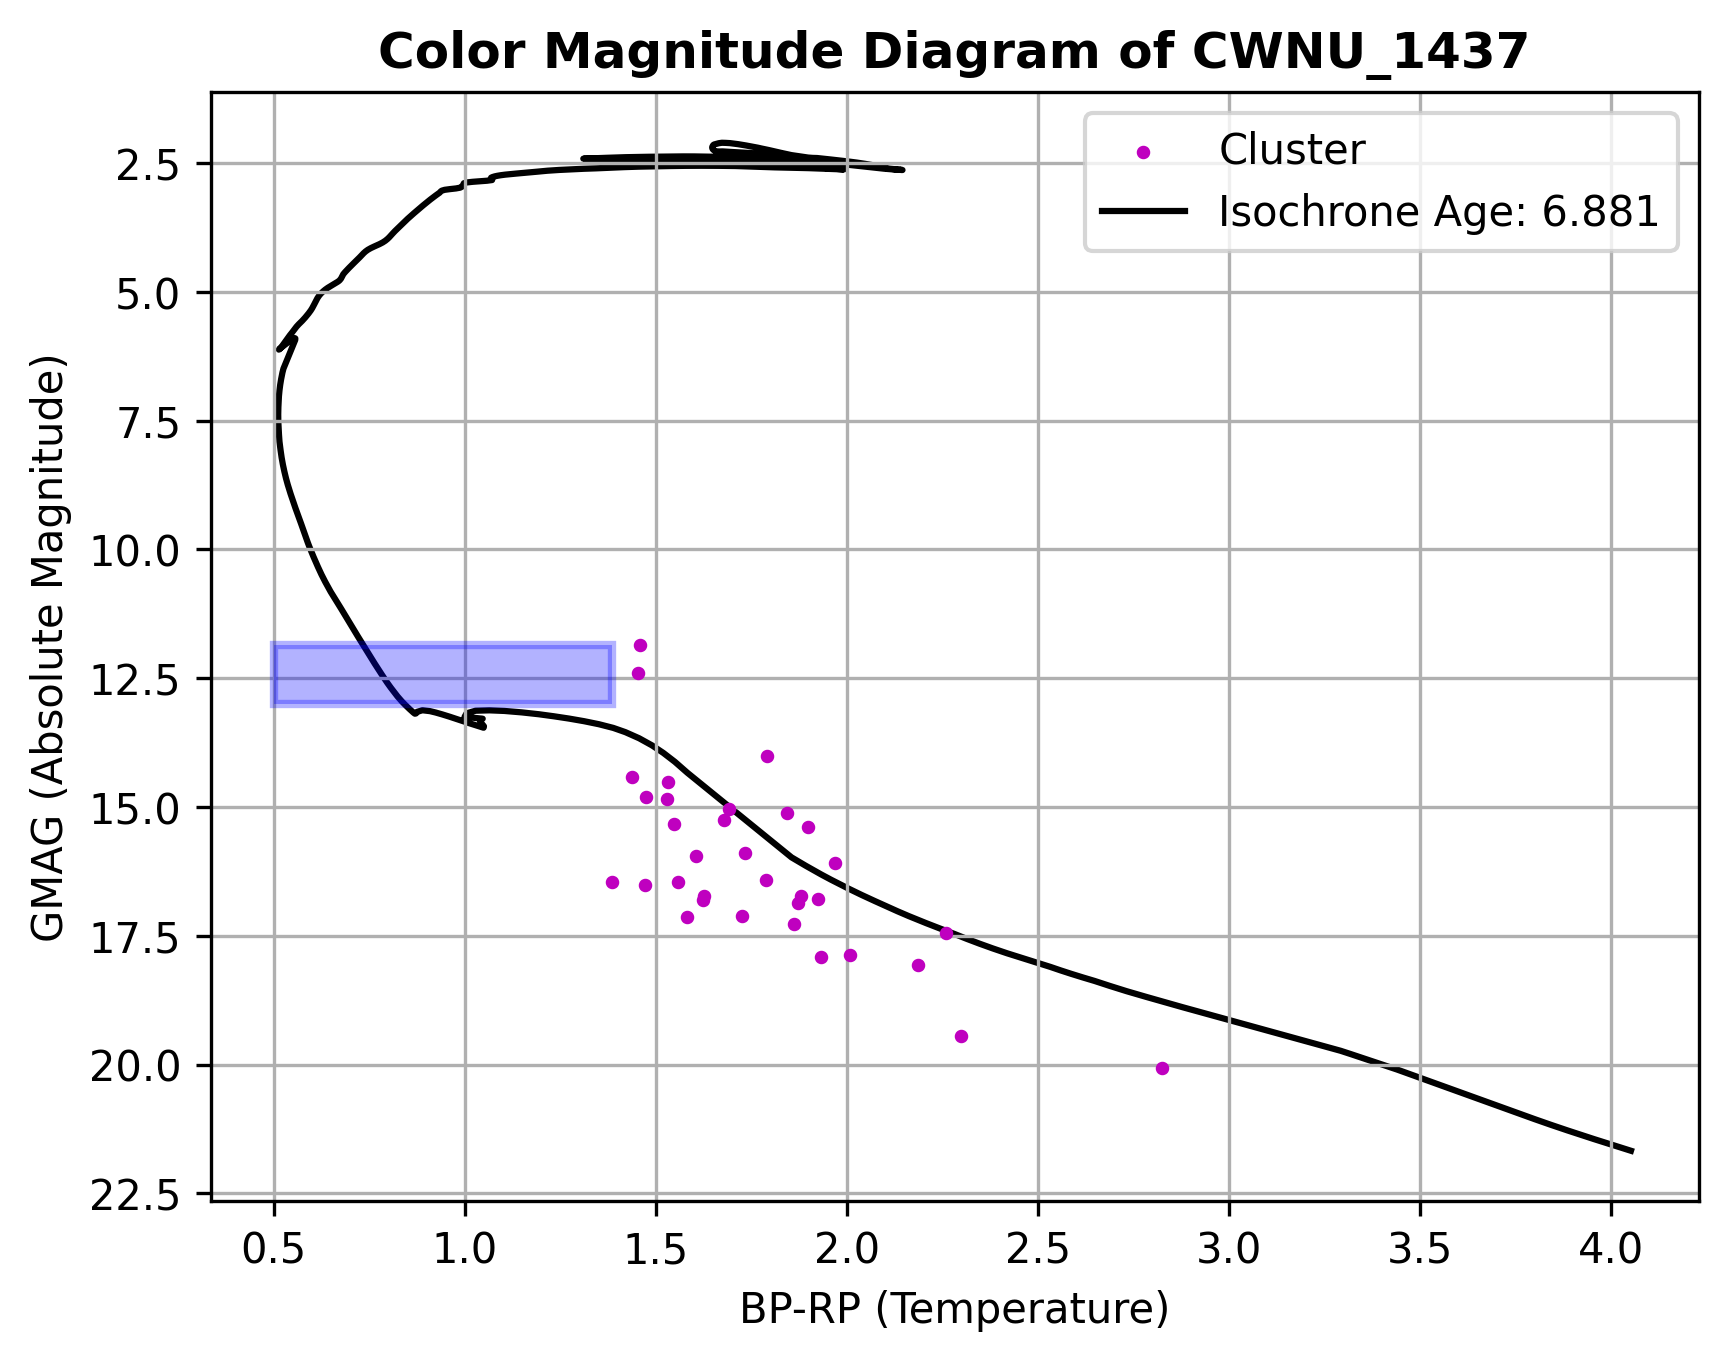 Color Magnitude Diagram of CWNU_1437
Cluster
Isochrone Age: 6.881
GMAG (Absolute Magnitude)
2.5
5.0
7.5
10.0
12.5
15.0
17.5
20.0
22.5
0.5 1.0 1.5 2.0 2.5 3.0 3.5 4.0
BP-RP (Temperature)